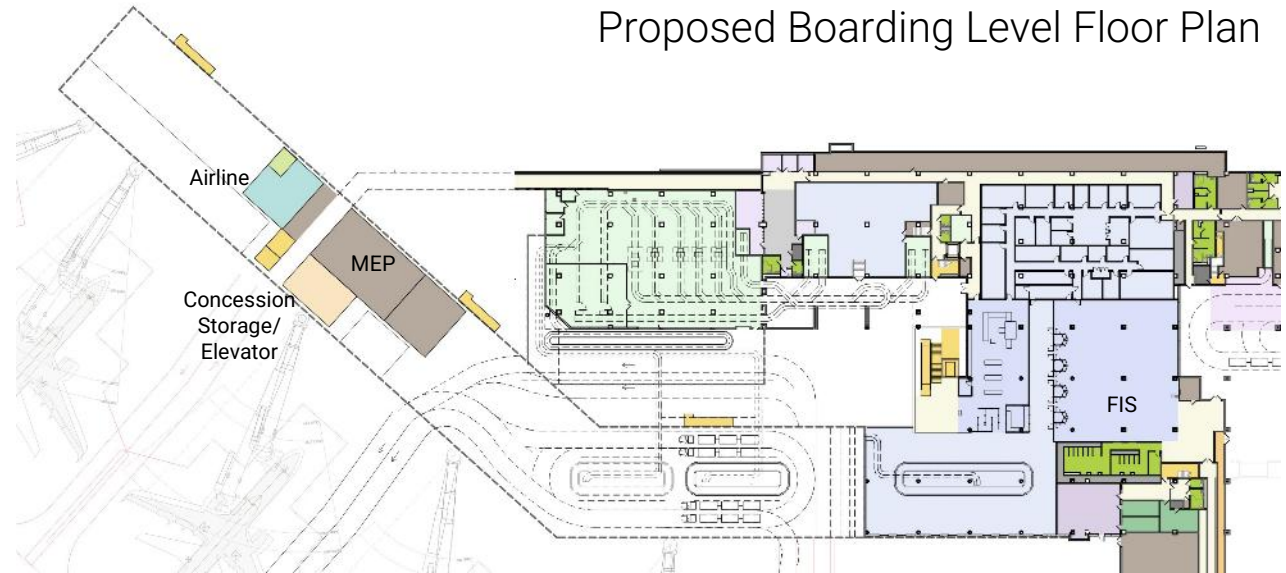 Proposed Boarding Level Floor Plan
Airline
MEP
Concession
Storage/
Elevator
FIS